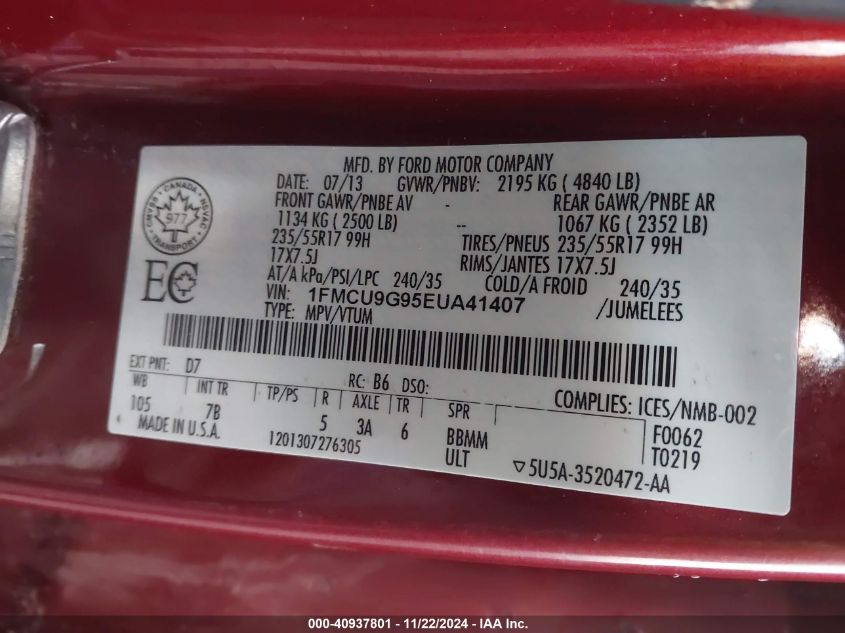 MFD. BY FORD MOTOR COMPANY
DATE: 07/13 GVWR/PNBV: 2195 KG ( 4840 LB)
FRONT GAWR/PNBE AV - REAR GAWR/PNBE AR
1134 KG ( 2500 LB) -- 1067 KG ( 2352 LB)
235/55R17 99H TIRES/PNEUS 235/55R17 99H
17X7.5J RIMS/JANTES 17X7.5J
AT/A kPa/PSI/LPC 240/35 COLD/A FROID 240/35
VIN: 1FMCU9G95EUA41407 /JUMELEES
TYPE: MPV/VTUM
CANADA
CMVSS NSVAC
977
TRANSPORT
EC
EXT PNT: D7 RC: B6 DSO: COMPLIES: ICES/NMB-002
WB INT TR TP/PS R AXLE TR SPR F0062
105 7B 5 3A 6 BBMM T0219
MADE IN U.S.A. 1201307276305 ULT ▽5U5A-3520472-AA
000-40937801 - 11/22/2024 - IAA Inc.